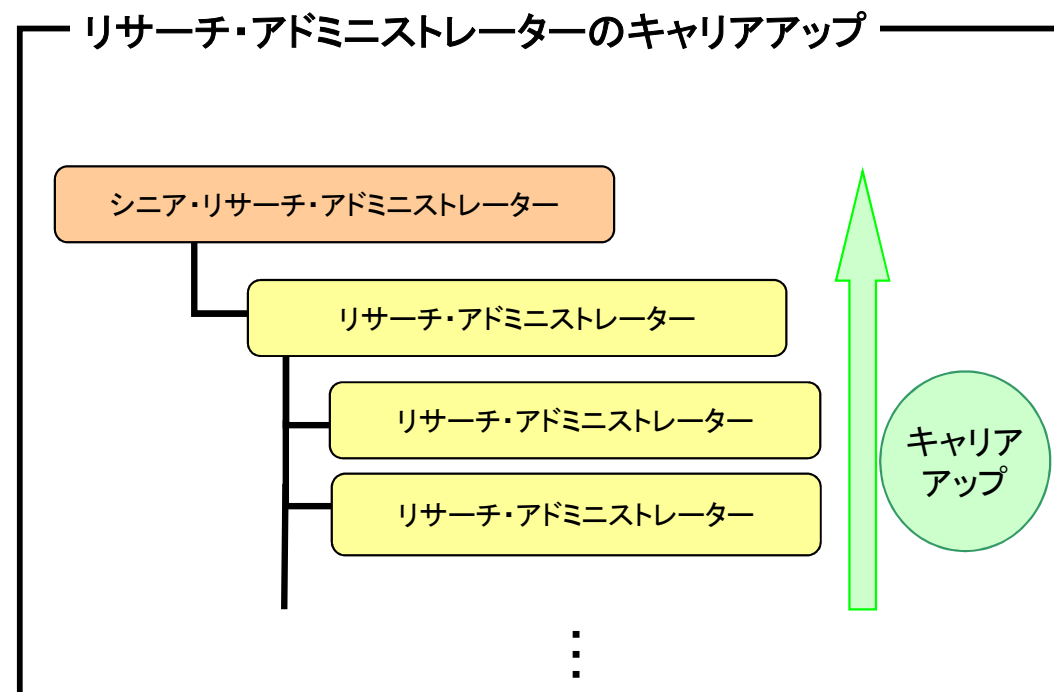 リサーチ・アドミニストレーターのキャリアアップ
シニア・リサーチ・アドミニストレーター
リサーチ・アドミニストレーター
リサーチ・アドミニストレーター
リサーチ・アドミニストレーター
キャリア
アップ
⋮